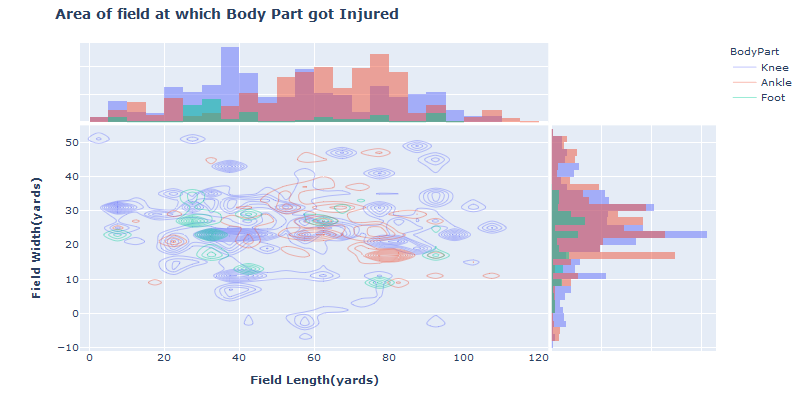 Area of field at which Body Part got Injured
BodyPart
Knee
Ankle
Foot
50
40
30
20
10
0
−10
Field Width(yards)
0 20 40 60 80 100 120
Field Length(yards)